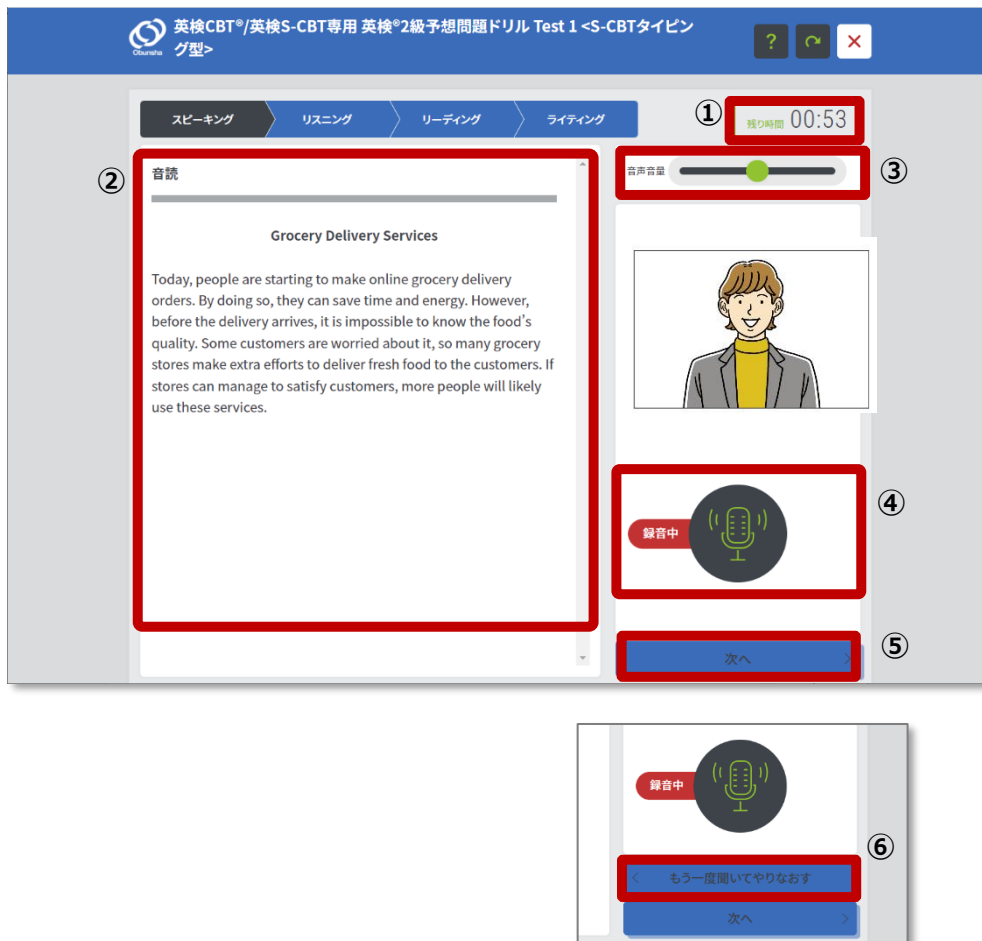 英検CBT®/英検S-CBT専用 英検®2級予想問題ドリル Test 1 <S-CBTタイピン
グ型>
Obunsha
?
スピーキング
リスニング
リーディング
ライティング
①
残り時間 00:53
②
音読
Grocery Delivery Services
Today, people are starting to make online grocery delivery
orders. By doing so, they can save time and energy. However,
before the delivery arrives, it is impossible to know the food's
quality. Some customers are worried about it, so many grocery
stores make extra efforts to deliver fresh food to the customers. If
stores can manage to satisfy customers, more people will likely
use these services.
③
音声音量
④
録音中
⑤
次へ
録音中
⑥
もう一度聞いてやりなおす
次へ